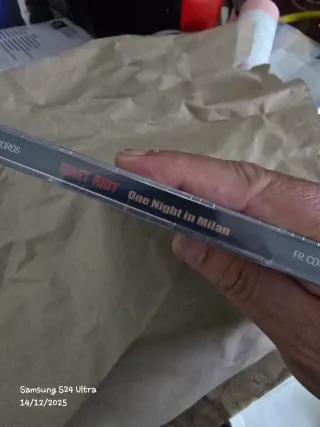 CORDS QUIET RIOT One Night in Milan FR CD
Samsung S24 Ultra
14/12/2025